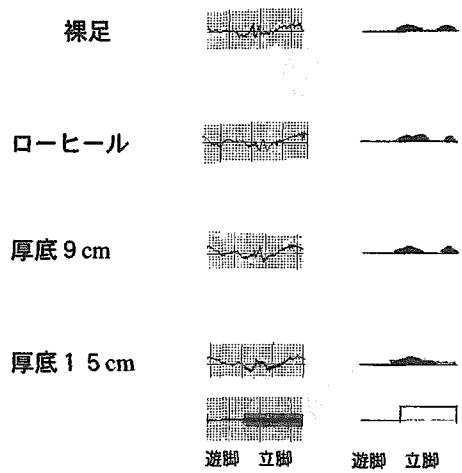 裸足
ローヒール
厚底9cm
厚底15cm
遊脚 立脚 遊脚 立脚